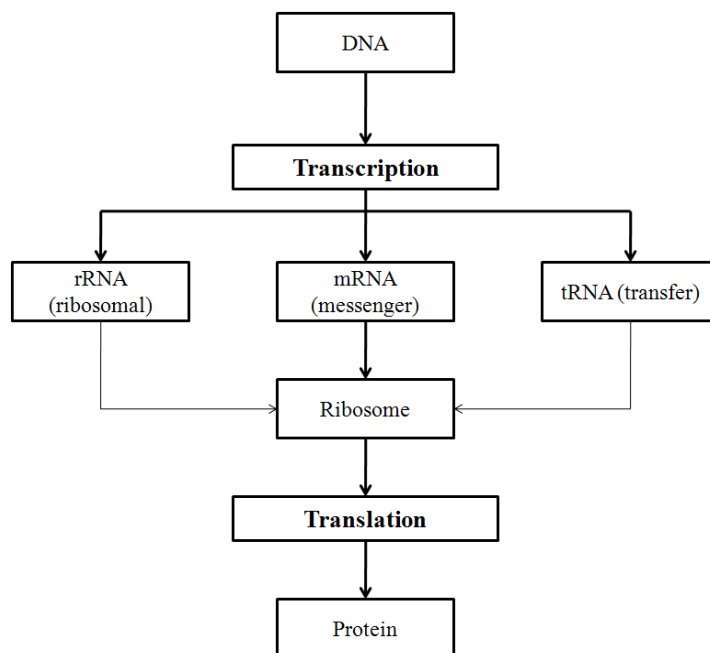 DNA
Transcription
rRNA
(ribosomal)
mRNA
(messenger)
tRNA (transfer)
Ribosome
Translation
Protein